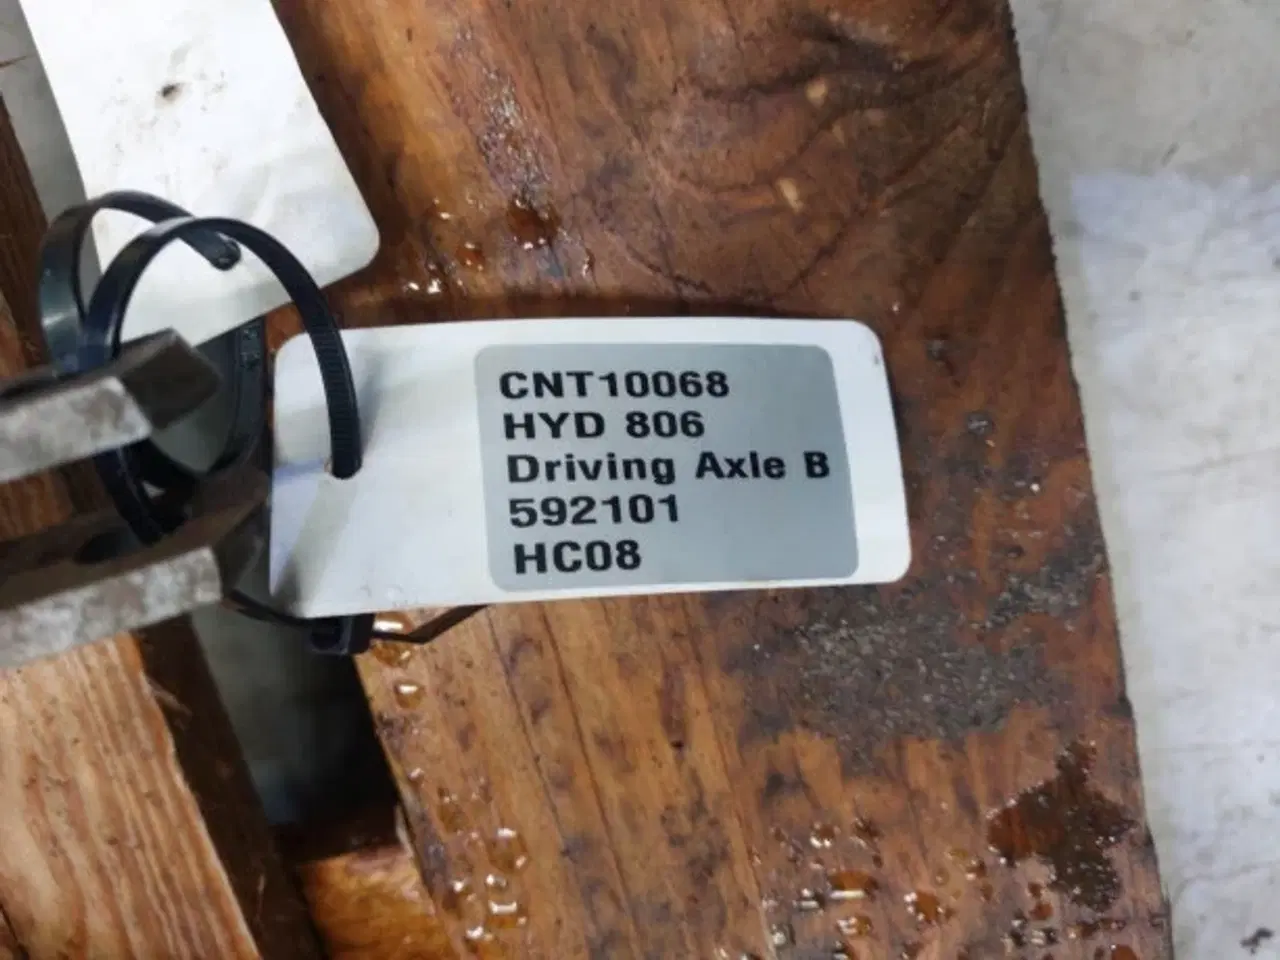 CNT10068
HYD 806
Driving Axle B
592101
HC08